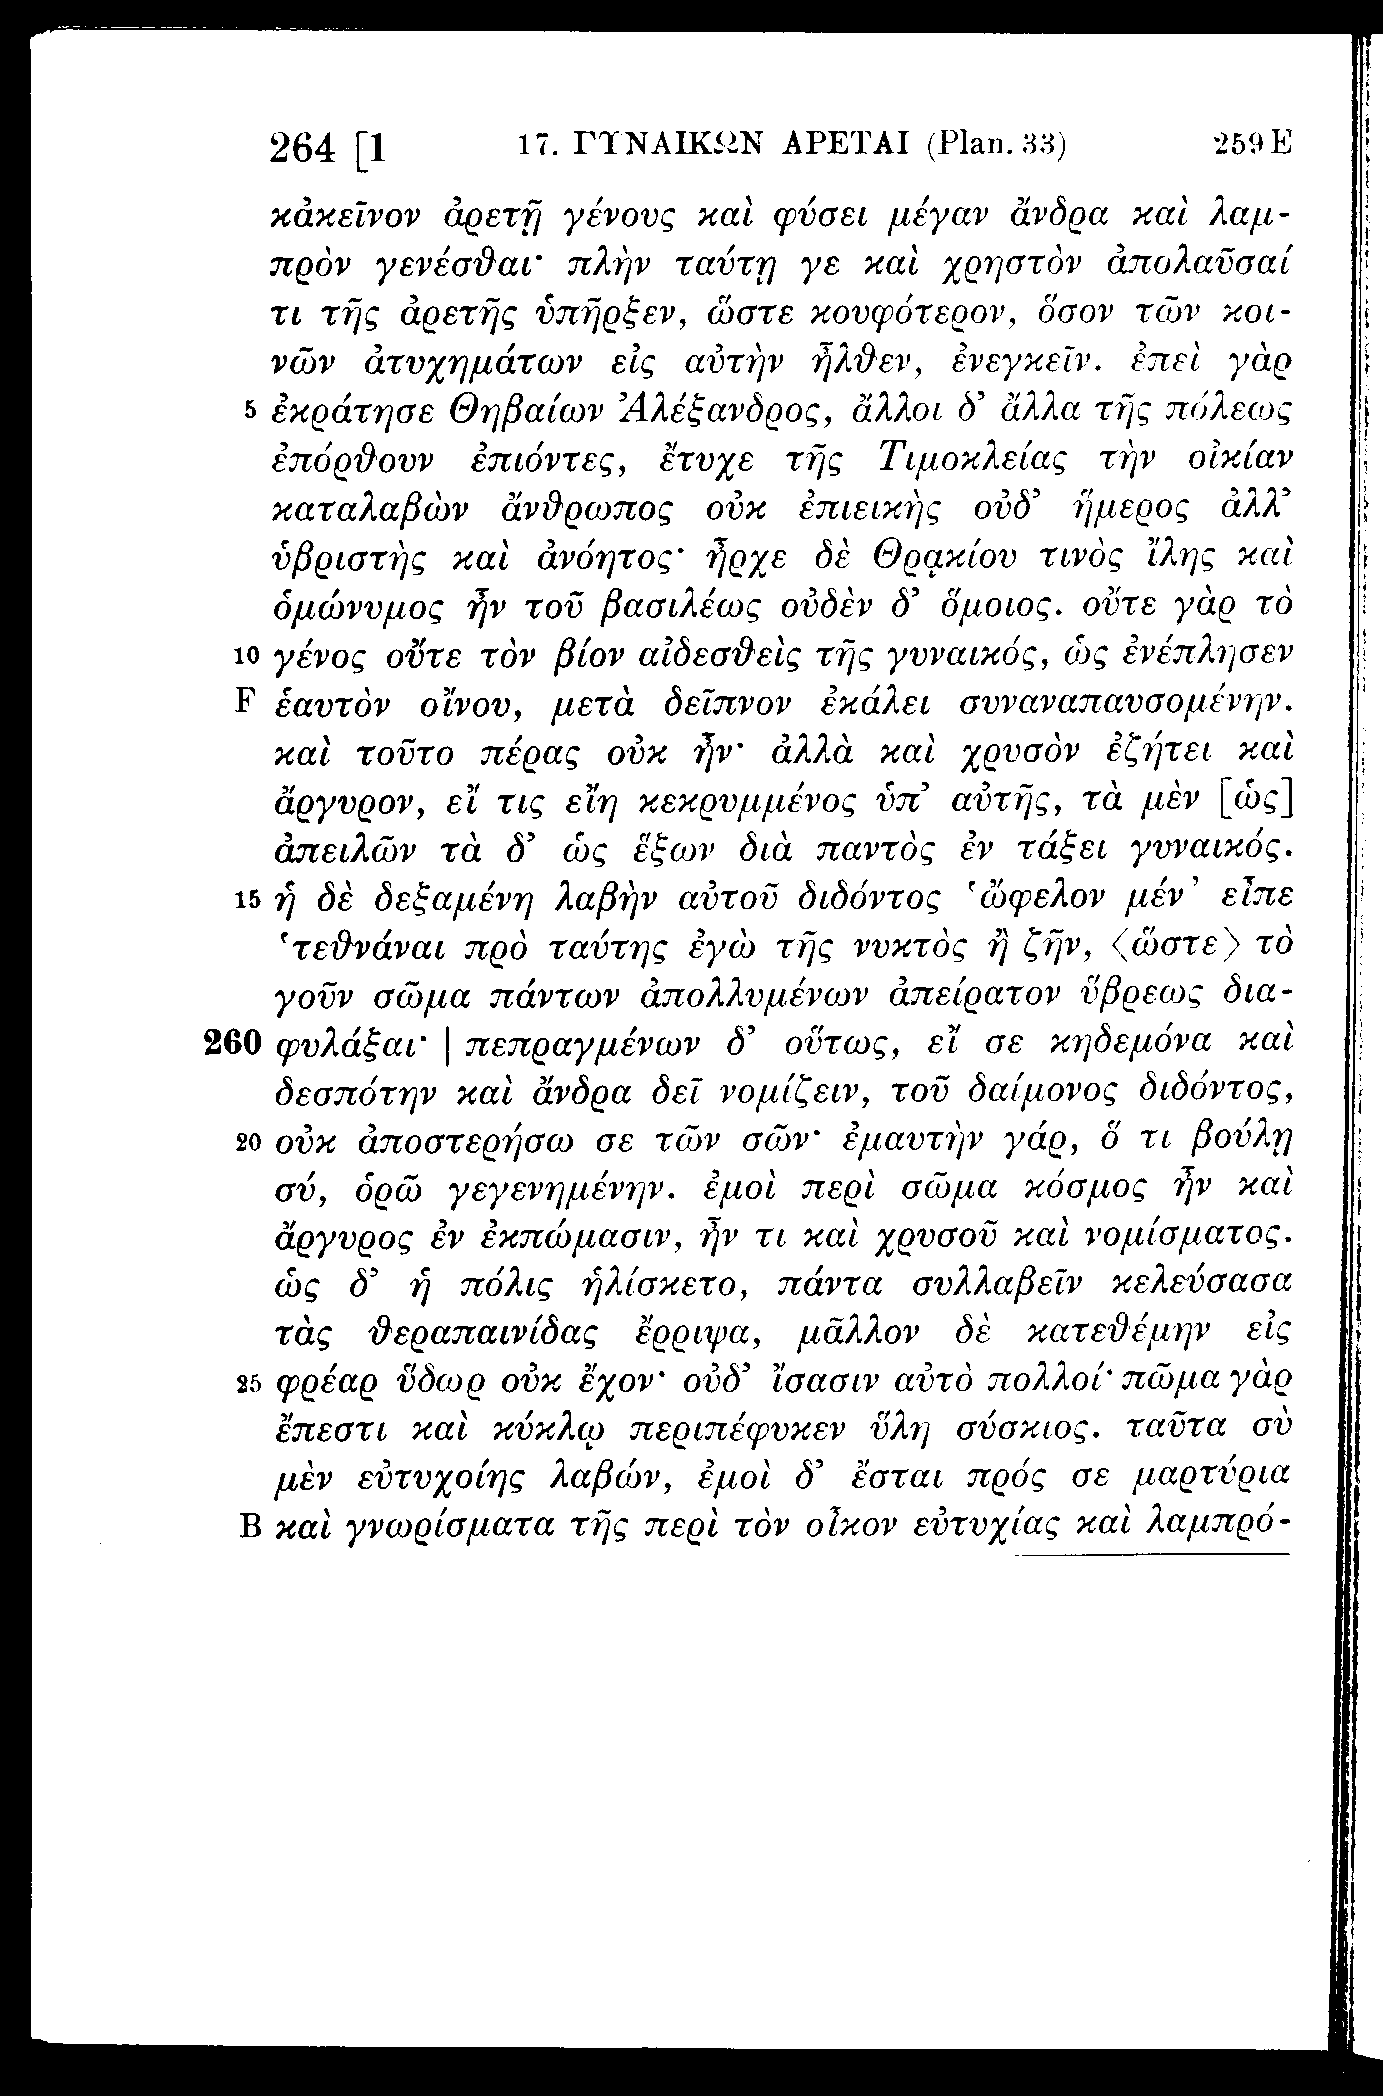 264 [1 17. ΓΥΝΑΙΚΩΝ ΑΡΕΤΑΙ (Plan. 33) 259 E
κἀκεῖνον ἀρετῇ γένους καὶ φύσει μέγαν ἄνδρα καὶ λαμ-
πρὸν γενέσθαι· πλὴν ταύτῃ γε καὶ χρηστὸν ἀπολαῦσαί
τι τῆς ἀρετῆς ὑπῆρξεν, ὥστε κουφότερον, ὅσον τῶν κοι-
νῶν ἀτυχημάτων εἰς αὐτὴν ἦλθεν, ἐνεγκεῖν. ἐπεὶ γὰρ
5 ἐκράτησε Θηβαίων Ἀλέξανδρος, ἄλλοι δ’ ἄλλα τῆς πόλεως
ἐπόρθουν ἐπιόντες, ἔτυχε τῆς Τιμοκλείας τὴν οἰκίαν
καταλαβὼν ἄνθρωπος οὐκ ἐπιεικὴς οὐδ’ ἥμερος ἀλλ’
ὑβριστὴς καὶ ἀνόητος· ἦρχε δὲ Θρᾳκίου τινὸς ἴλης καὶ
ὁμώνυμος ἦν τοῦ βασιλέως οὐδὲν δ’ ὅμοιος. οὔτε γὰρ τὸ
10 γένος οὔτε τὸν βίον αἰδεσθεὶς τῆς γυναικός, ὡς ἐνέπλησεν
F ἑαυτὸν οἴνου, μετὰ δεῖπνον ἐκάλει συναναπαυσομένην.
καὶ τοῦτο πέρας οὐκ ἦν· ἀλλὰ καὶ χρυσὸν ἐζήτει καὶ
ἄργυρον, εἴ τις εἴη κεκρυμμένος ὑπ’ αὐτῆς, τὰ μὲν [ὡς]
ἀπειλῶν τὰ δ’ ὡς ἕξων διὰ παντὸς ἐν τάξει γυναικός.
15 ἡ δὲ δεξαμένη λαβὴν αὐτοῦ διδόντος ‘ὤφελον μέν’ εἶπε
‘τεθνάναι πρὸ ταύτης ἐγὼ τῆς νυκτὸς ἢ ζῆν, ⟨ὥστε⟩ τὸ
γοῦν σῶμα πάντων ἀπολλυμένων ἀπείρατον ὕβρεως δια-
260 φυλάξαι· | πεπραγμένων δ’ οὕτως, εἴ σε κηδεμόνα καὶ
δεσπότην καὶ ἄνδρα δεῖ νομίζειν, τοῦ δαίμονος διδόντος,
20 οὐκ ἀποστερήσω σε τῶν σῶν· ἐμαυτὴν γάρ, ὅ τι βούλῃ
σύ, ὁρῶ γεγενημένην. ἐμοὶ περὶ σῶμα κόσμος ἦν καὶ
ἄργυρος ἐν ἐκπώμασιν, ἦν τι καὶ χρυσοῦ καὶ νομίσματος.
ὡς δ’ ἡ πόλις ἡλίσκετο, πάντα συλλαβεῖν κελεύσασα
τὰς θεραπαινίδας ἔρριψα, μᾶλλον δὲ κατεθέμην εἰς
25 φρέαρ ὕδωρ οὐκ ἔχον· οὐδ’ ἴσασιν αὐτὸ πολλοί· πῶμα γὰρ
ἔπεστι καὶ κύκλῳ περιπέφυκεν ὕλη σύσκιος. ταῦτα σὺ
μὲν εὐτυχοίης λαβών, ἐμοὶ δ’ ἔσται πρός σε μαρτύρια
B καὶ γνωρίσματα τῆς περὶ τὸν οἶκον εὐτυχίας καὶ λαμπρό-